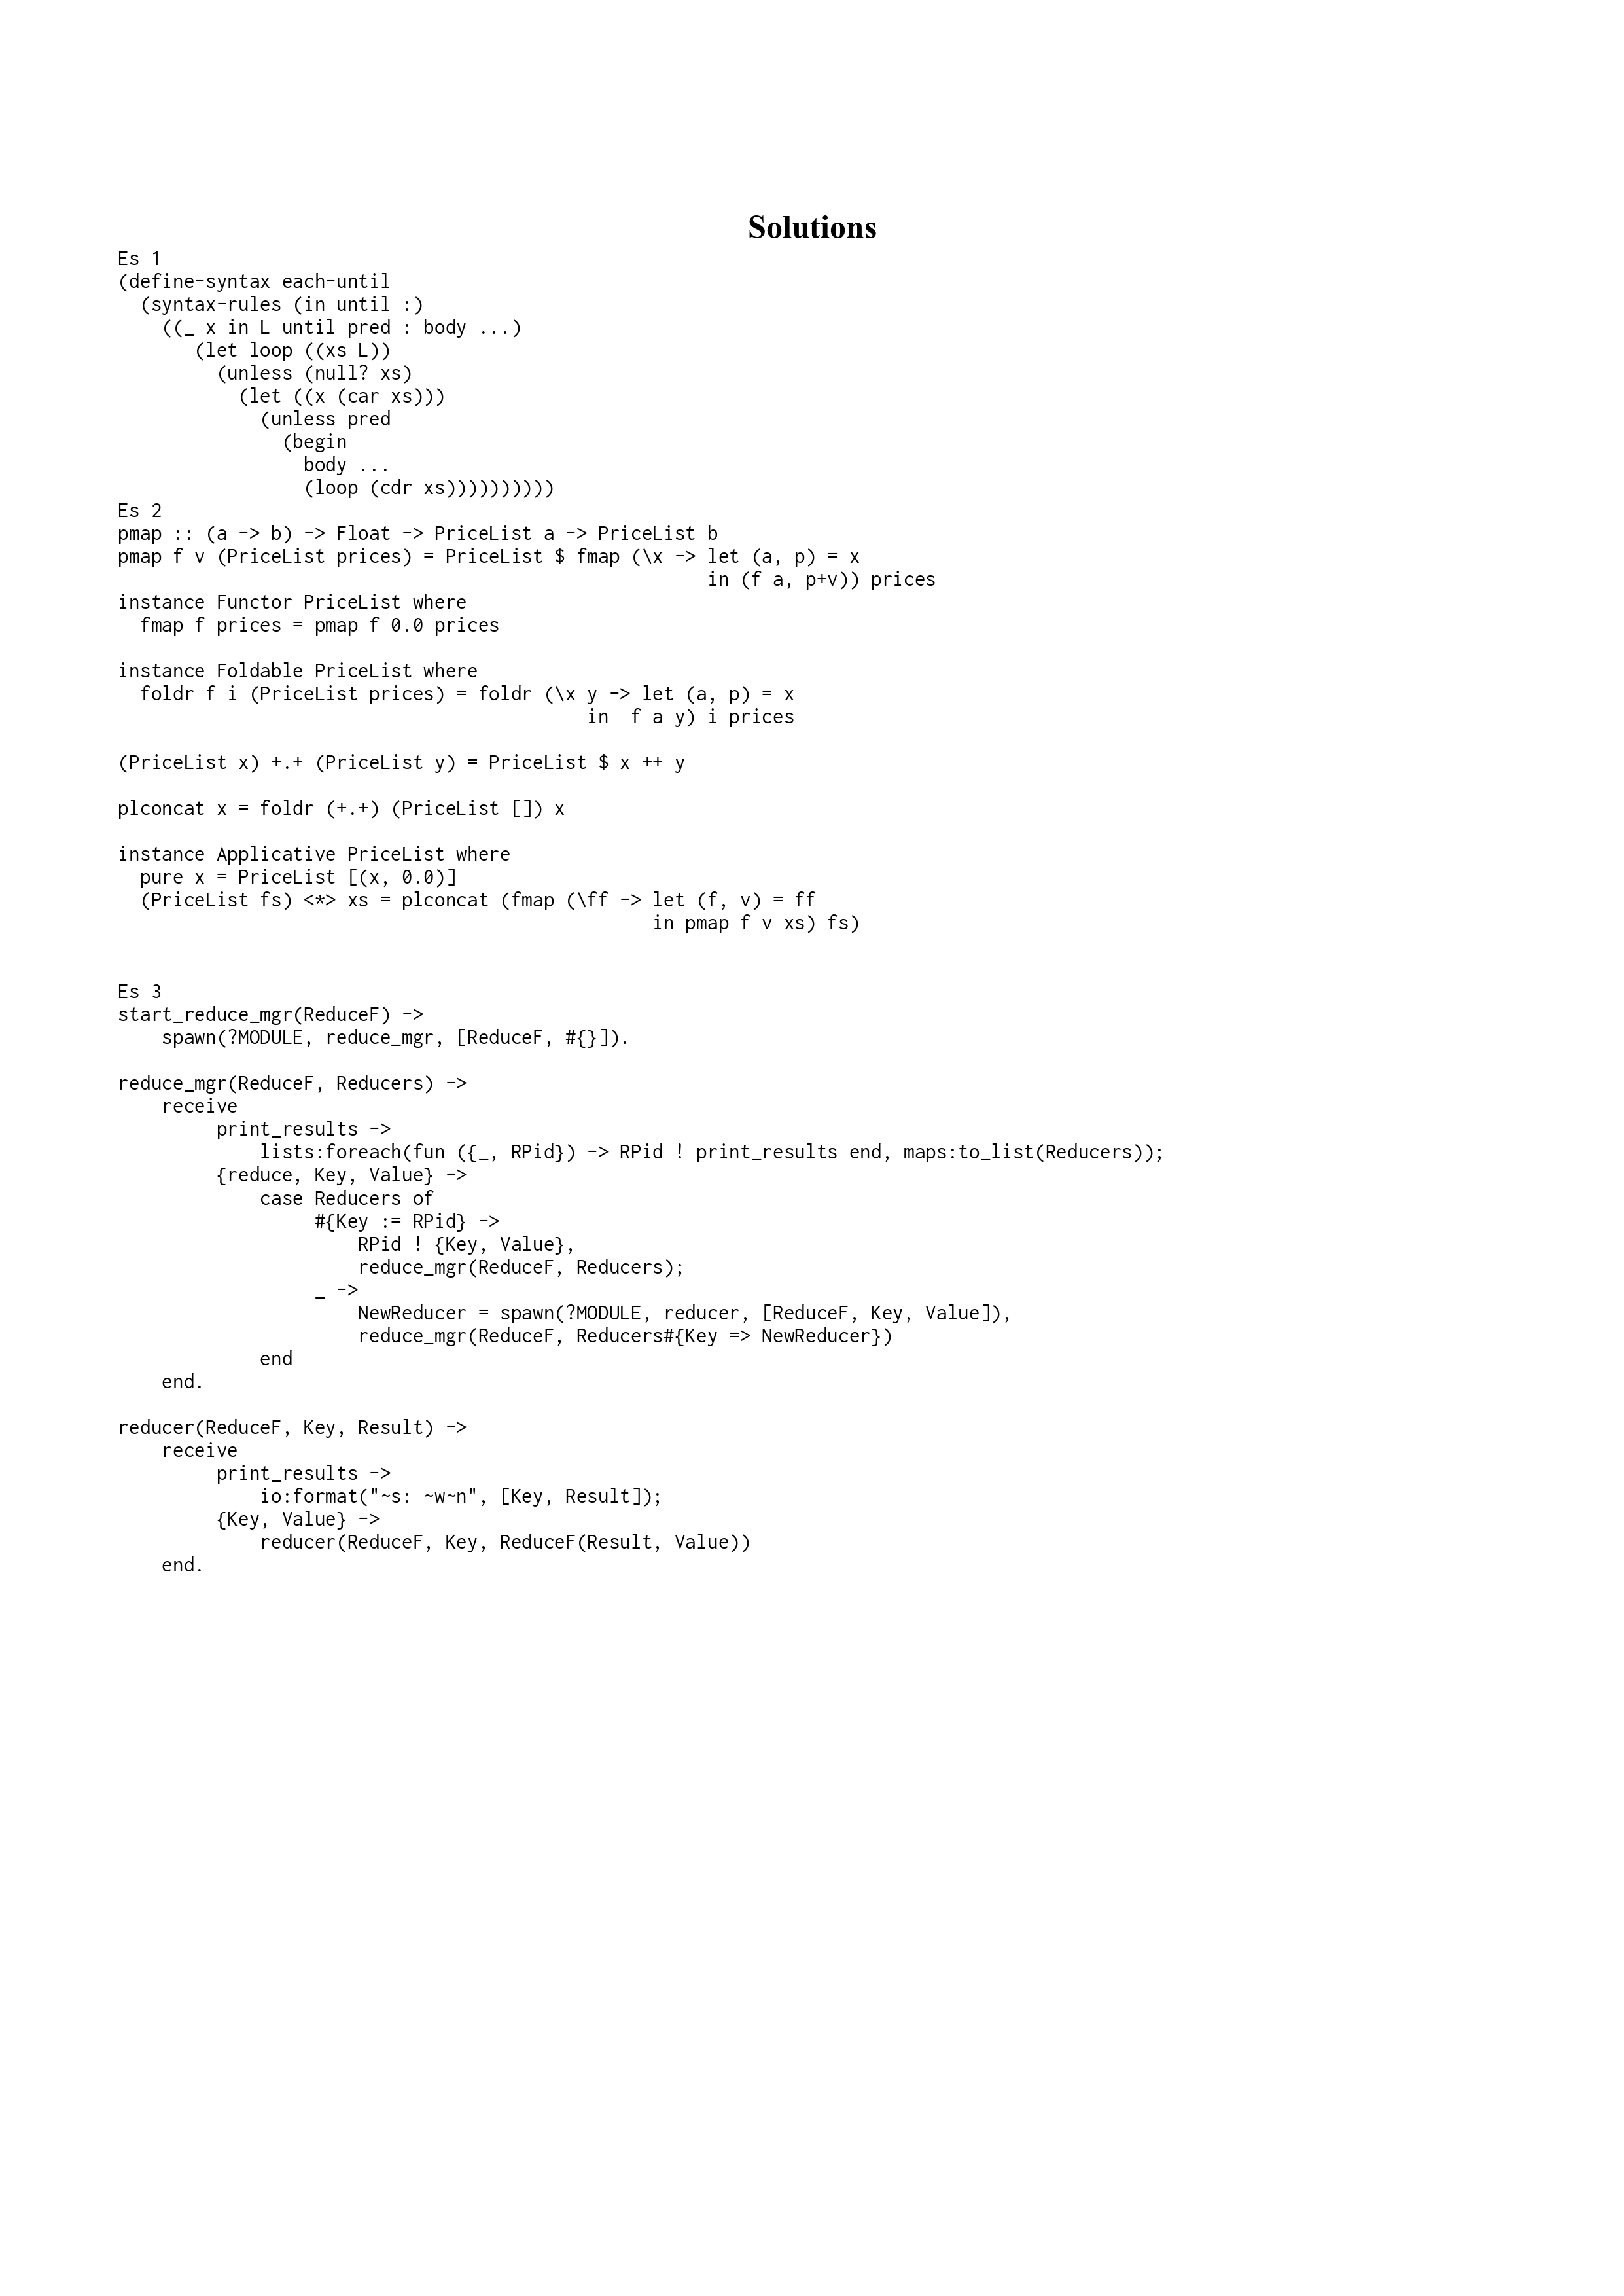 Solutions
Es 1
(define-syntax each-until
  (syntax-rules (in until :)
    ((_ x in L until pred : body ...)
       (let loop ((xs L))
         (unless (null? xs)
           (let ((x (car xs)))
             (unless pred
               (begin
                 body ...
                 (loop (cdr xs))))))))))
Es 2
pmap :: (a -> b) -> Float -> PriceList a -> PriceList b
pmap f v (PriceList prices) = PriceList $ fmap (\x -> let (a, p) = x
                                                      in (f a, p+v)) prices
instance Functor PriceList where
  fmap f prices = pmap f 0.0 prices

instance Foldable PriceList where
  foldr f i (PriceList prices) = foldr (\x y -> let (a, p) = x
                                           in  f a y) i prices

(PriceList x) +.+ (PriceList y) = PriceList $ x ++ y

plconcat x = foldr (+.+) (PriceList []) x

instance Applicative PriceList where
  pure x = PriceList [(x, 0.0)]
  (PriceList fs) <*> xs = plconcat (fmap (\ff -> let (f, v) = ff
                                                 in pmap f v xs) fs)

Es 3
start_reduce_mgr(ReduceF) ->
    spawn(?MODULE, reduce_mgr, [ReduceF, #{}]).

reduce_mgr(ReduceF, Reducers) ->
    receive
         print_results ->
             lists:foreach(fun ({_, RPid}) -> RPid ! print_results end, maps:to_list(Reducers));
         {reduce, Key, Value} ->
             case Reducers of
                  #{Key := RPid} ->
                      RPid ! {Key, Value},
                      reduce_mgr(ReduceF, Reducers);
                  _ ->
                      NewReducer = spawn(?MODULE, reducer, [ReduceF, Key, Value]),
                      reduce_mgr(ReduceF, Reducers#{Key => NewReducer})
             end
    end.

reducer(ReduceF, Key, Result) ->
    receive
         print_results ->
             io:format("~s: ~w~n", [Key, Result]);
         {Key, Value} ->
             reducer(ReduceF, Key, ReduceF(Result, Value))
    end.